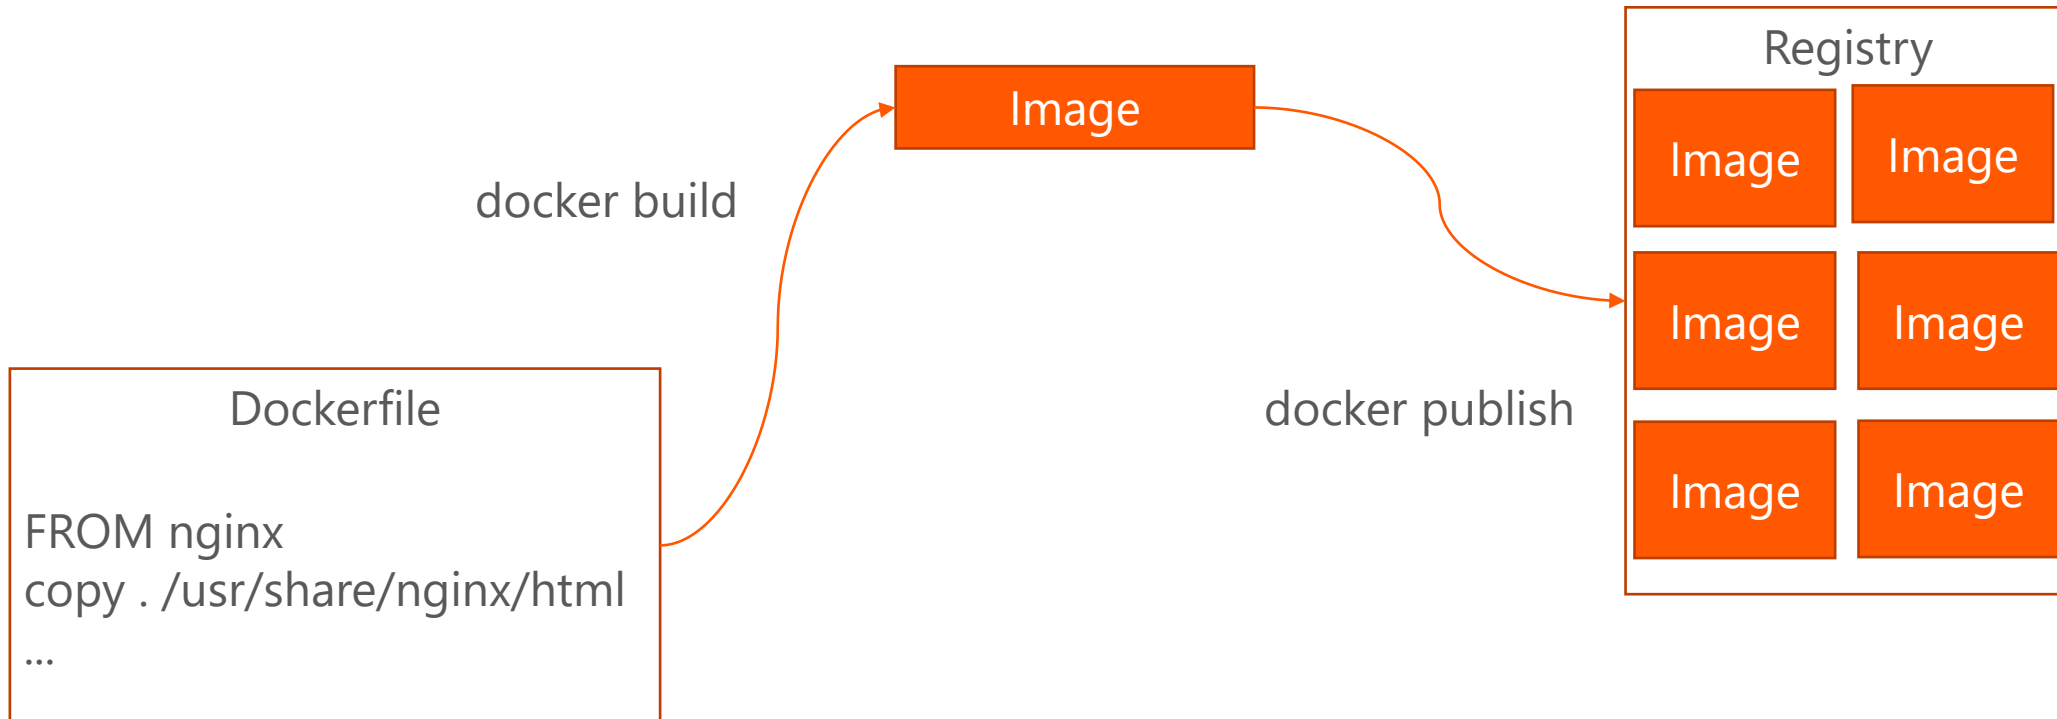 Registry
Image
Image
Image
docker build
Image
Image
Dockerfile
docker publish
FROM nginx
copy . /usr/share/nginx/html
...
Image
Image